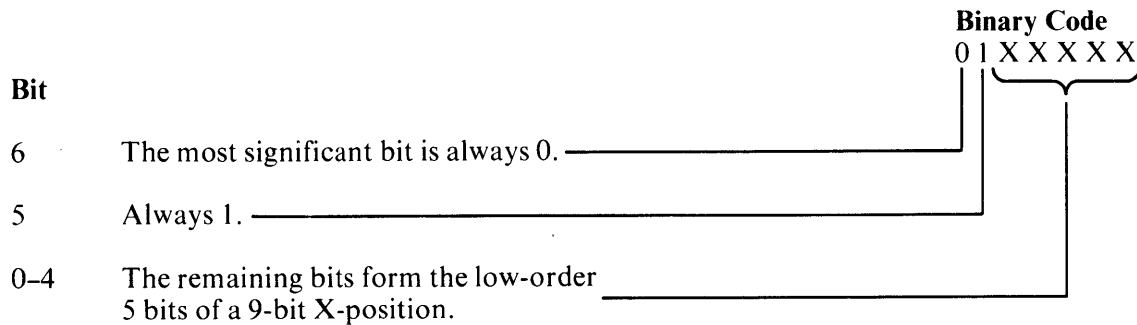 Binary Code
0 1 X X X X X
Bit
6 The most significant bit is always 0.
5 Always 1.
0–4 The remaining bits form the low-order
5 bits of a 9-bit X-position.